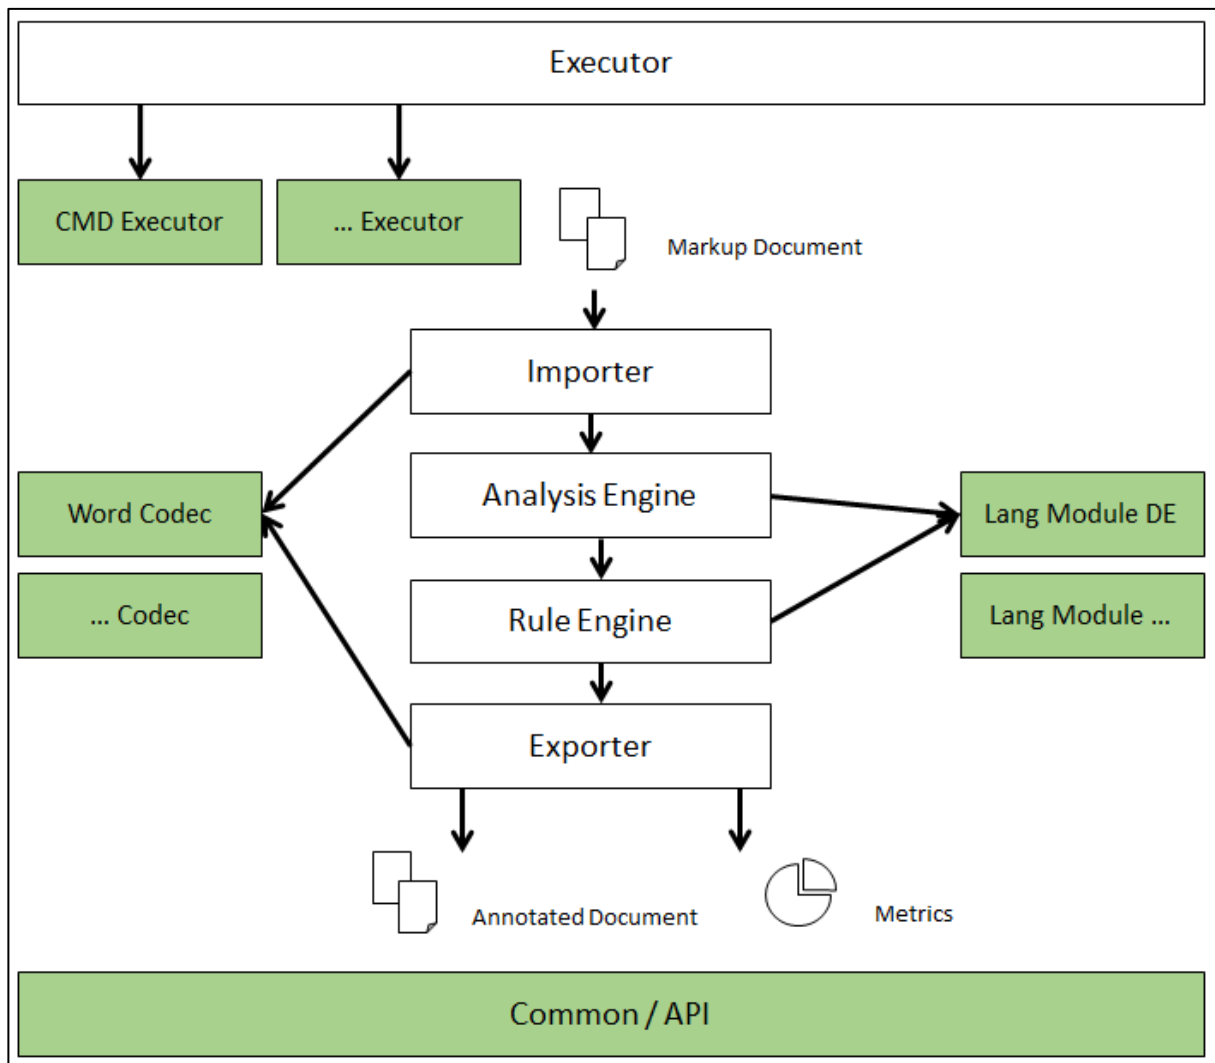 Executor
CMD Executor
... Executor
Markup Document
Importer
Analysis Engine
Word Codec
Lang Module DE
... Codec
Rule Engine
Lang Module ...
Exporter
Annotated Document
Metrics
Common / API